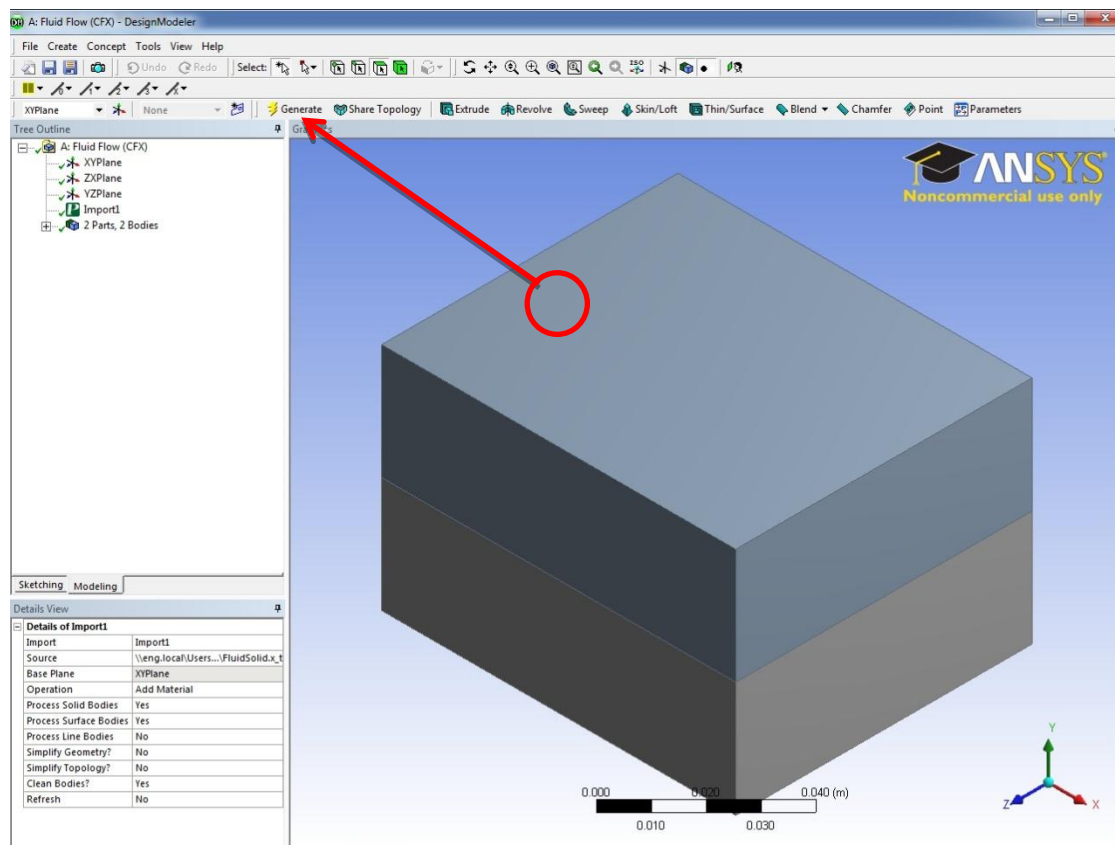 A: Fluid Flow (CFX) - DesignModeler
File Create Concept Tools View Help
Undo Redo Select: ISO
XYPlane None Generate Share Topology Extrude Revolve Sweep Skin/Loft Thin/Surface Blend Chamfer Point Parameters
Tree Outline
A: Fluid Flow (CFX)
XYPlane
ZXPlane
YZPlane
Import1
2 Parts, 2 Bodies
Sketching Modeling
Details View
Details of Import1
Import Import1
Source \\eng.local\Users...\FluidSolid.x_t
Base Plane XYPlane
Operation Add Material
Process Solid Bodies Yes
Process Surface Bodies Yes
Process Line Bodies No
Simplify Geometry? No
Simplify Topology? No
Clean Bodies? Yes
Refresh No
ANSYS
Noncommercial use only
0.000 0.020 0.040 (m)
0.010 0.030
Y
Z X